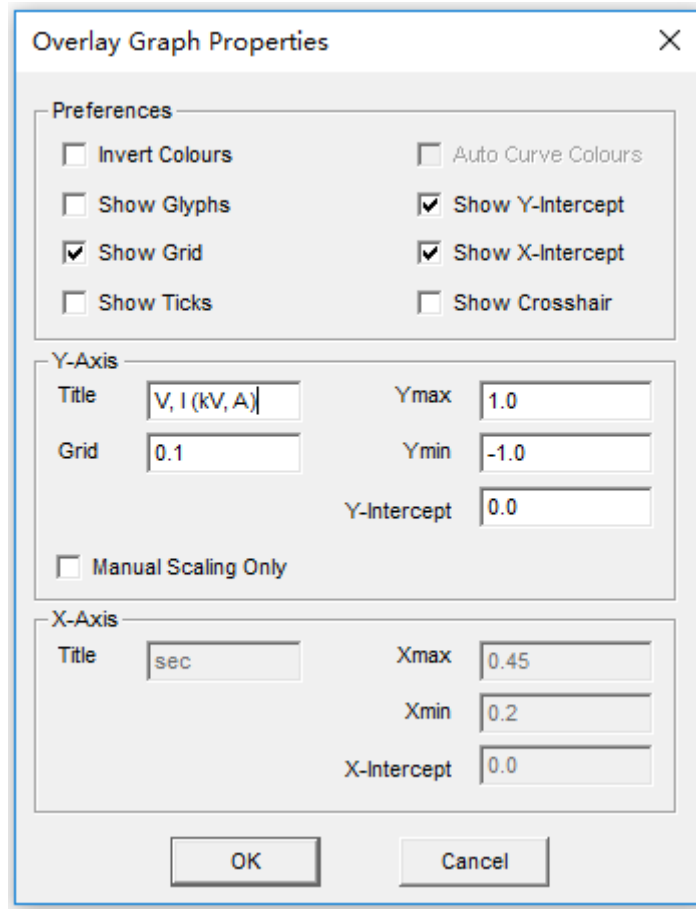 Overlay Graph Properties
Preferences
Invert Colours Auto Curve Colours
Show Glyphs Show Y-Intercept
Show Grid Show X-Intercept
Show Ticks Show Crosshair
Y-Axis
Title V, I (kV, A) Ymax 1.0
Grid 0.1 Ymin -1.0
Y-Intercept 0.0
Manual Scaling Only
X-Axis
Title sec Xmax 0.45
Xmin 0.2
X-Intercept 0.0
OK Cancel